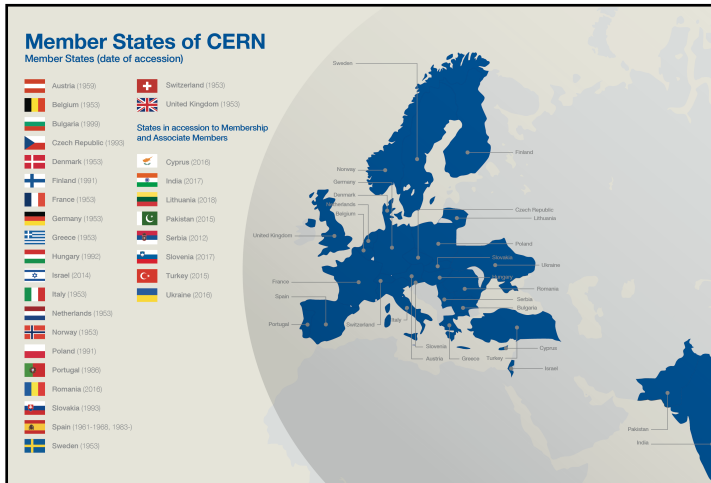 Member States of CERN
Member States (date of accession)
Austria (1959)
Belgium (1953)
Bulgaria (1999)
Czech Republic (1993)
Denmark (1953)
Finland (1991)
France (1953)
Germany (1953)
Greece (1953)
Hungary (1992)
Israel (2014)
Italy (1953)
Netherlands (1953)
Norway (1953)
Poland (1991)
Portugal (1986)
Romania (2016)
Slovakia (1993)
Spain (1961-1968, 1983-)
Sweden (1953)
Switzerland (1953)
United Kingdom (1953)
States in accession to Membership
and Associate Members
Cyprus (2016)
India (2017)
Lithuania (2018)
Pakistan (2015)
Serbia (2012)
Slovenia (2017)
Turkey (2015)
Ukraine (2016)
Sweden
Finland
Norway
Germany
Denmark
Netherlands
Belgium
Czech Republic
Lithuania
United Kingdom
Poland
Slovakia
Ukraine
Hungary
France
Romania
Spain
Serbia
Bulgaria
Portugal
Switzerland
Italy
Slovenia
Austria
Greece
Turkey
Cyprus
Israel
Pakistan
India